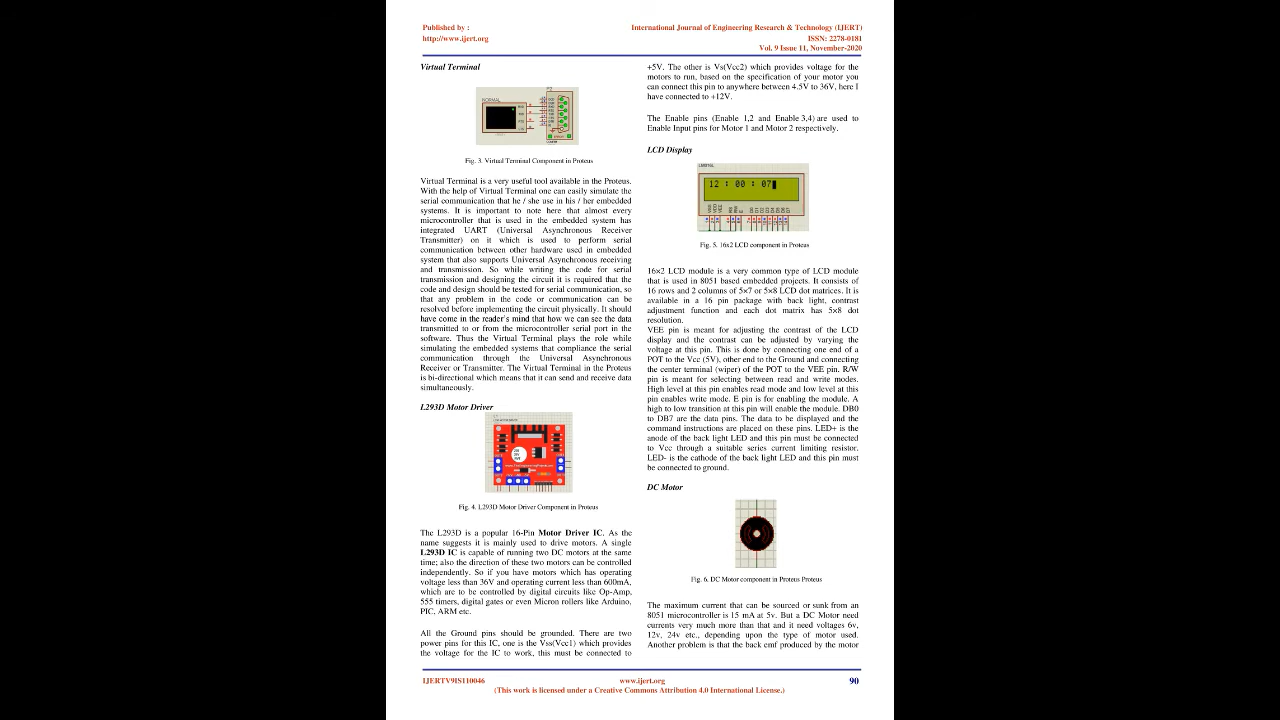 Published by :
http://www.ijert.org
International Journal of Engineering Research & Technology (IJERT)
ISSN: 2278-0181
Vol. 9 Issue 11, November-2020
Virtual Terminal
Fig. 3. Virtual Terminal Component in Proteus
Virtual Terminal is a very useful tool available in the Proteus.
With the help of Virtual Terminal one can easily simulate the
serial communication that he / she use in his / her embedded
systems. It is important to note here that almost every
microcontroller that is used in the embedded system has
integrated UART (Universal Asynchronous Receiver
Transmitter) on it which is used to perform serial
communication between other hardware used in embedded
system that also supports Universal Asynchronous receiving
and transmission. So while writing the code for serial
transmission and designing the circuit it is required that the
code and design should be tested for serial communication, so
that any problem in the code or communication can be
resolved before implementing the circuit physically. It should
have come in the reader's mind that how we can see the data
transmitted to or from the microcontroller serial port in the
software. Thus the Virtual Terminal plays the role while
simulating the embedded systems that compliance the serial
communication through the Universal Asynchronous
Receiver or Transmitter. The Virtual Terminal in the Proteus
is bi-directional which means that it can send and receive data
simultaneously.
L293D Motor Driver
Fig. 4. L293D Motor Driver Component in Proteus
The L293D is a popular 16-Pin Motor Driver IC. As the
name suggests it is mainly used to drive motors. A single
L293D IC is capable of running two DC motors at the same
time; also the direction of these two motors can be controlled
independently. So if you have motors which has operating
voltage less than 36V and operating current less than 600mA,
which are to be controlled by digital circuits like Op-Amp,
555 timers, digital gates or even Micron rollers like Arduino,
PIC, ARM etc.
All the Ground pins should be grounded. There are two
power pins for this IC, one is the Vss(Vcc1) which provides
the voltage for the IC to work, this must be connected to
+5V. The other is Vs(Vcc2) which provides voltage for the
motors to run, based on the specification of your motor you
can connect this pin to anywhere between 4.5V to 36V, here I
have connected to +12V.
The Enable pins (Enable 1,2 and Enable 3,4) are used to
Enable Input pins for Motor 1 and Motor 2 respectively.
LCD Display
12 : 00 : 07
Fig. 5. 16x2 LCD component in Proteus
16×2 LCD module is a very common type of LCD module
that is used in 8051 based embedded projects. It consists of
16 rows and 2 columns of 5×7 or 5×8 LCD dot matrices. It is
available in a 16 pin package with back light, contrast
adjustment function and each dot matrix has 5×8 dot
resolution.
VEE pin is meant for adjusting the contrast of the LCD
display and the contrast can be adjusted by varying the
voltage at this pin. This is done by connecting one end of a
POT to the Vcc (5V), other end to the Ground and connecting
the center terminal (wiper) of the POT to the VEE pin. R/W
pin is meant for selecting between read and write modes.
High level at this pin enables read mode and low level at this
pin enables write mode. E pin is for enabling the module. A
high to low transition at this pin will enable the module. DB0
to DB7 are the data pins. The data to be displayed and the
command instructions are placed on these pins. LED+ is the
anode of the back light LED and this pin must be connected
to Vcc through a suitable series current limiting resistor.
LED- is the cathode of the back light LED and this pin must
be connected to ground.
DC Motor
Fig. 6. DC Motor component in Proteus Proteus
The maximum current that can be sourced or sunk from an
8051 microcontroller is 15 mA at 5v. But a DC Motor need
currents very much more than that and it need voltages 6v,
12v, 24v etc., depending upon the type of motor used.
Another problem is that the back emf produced by the motor
IJERTV9IS110046
www.ijert.org
90
(This work is licensed under a Creative Commons Attribution 4.0 International License.)